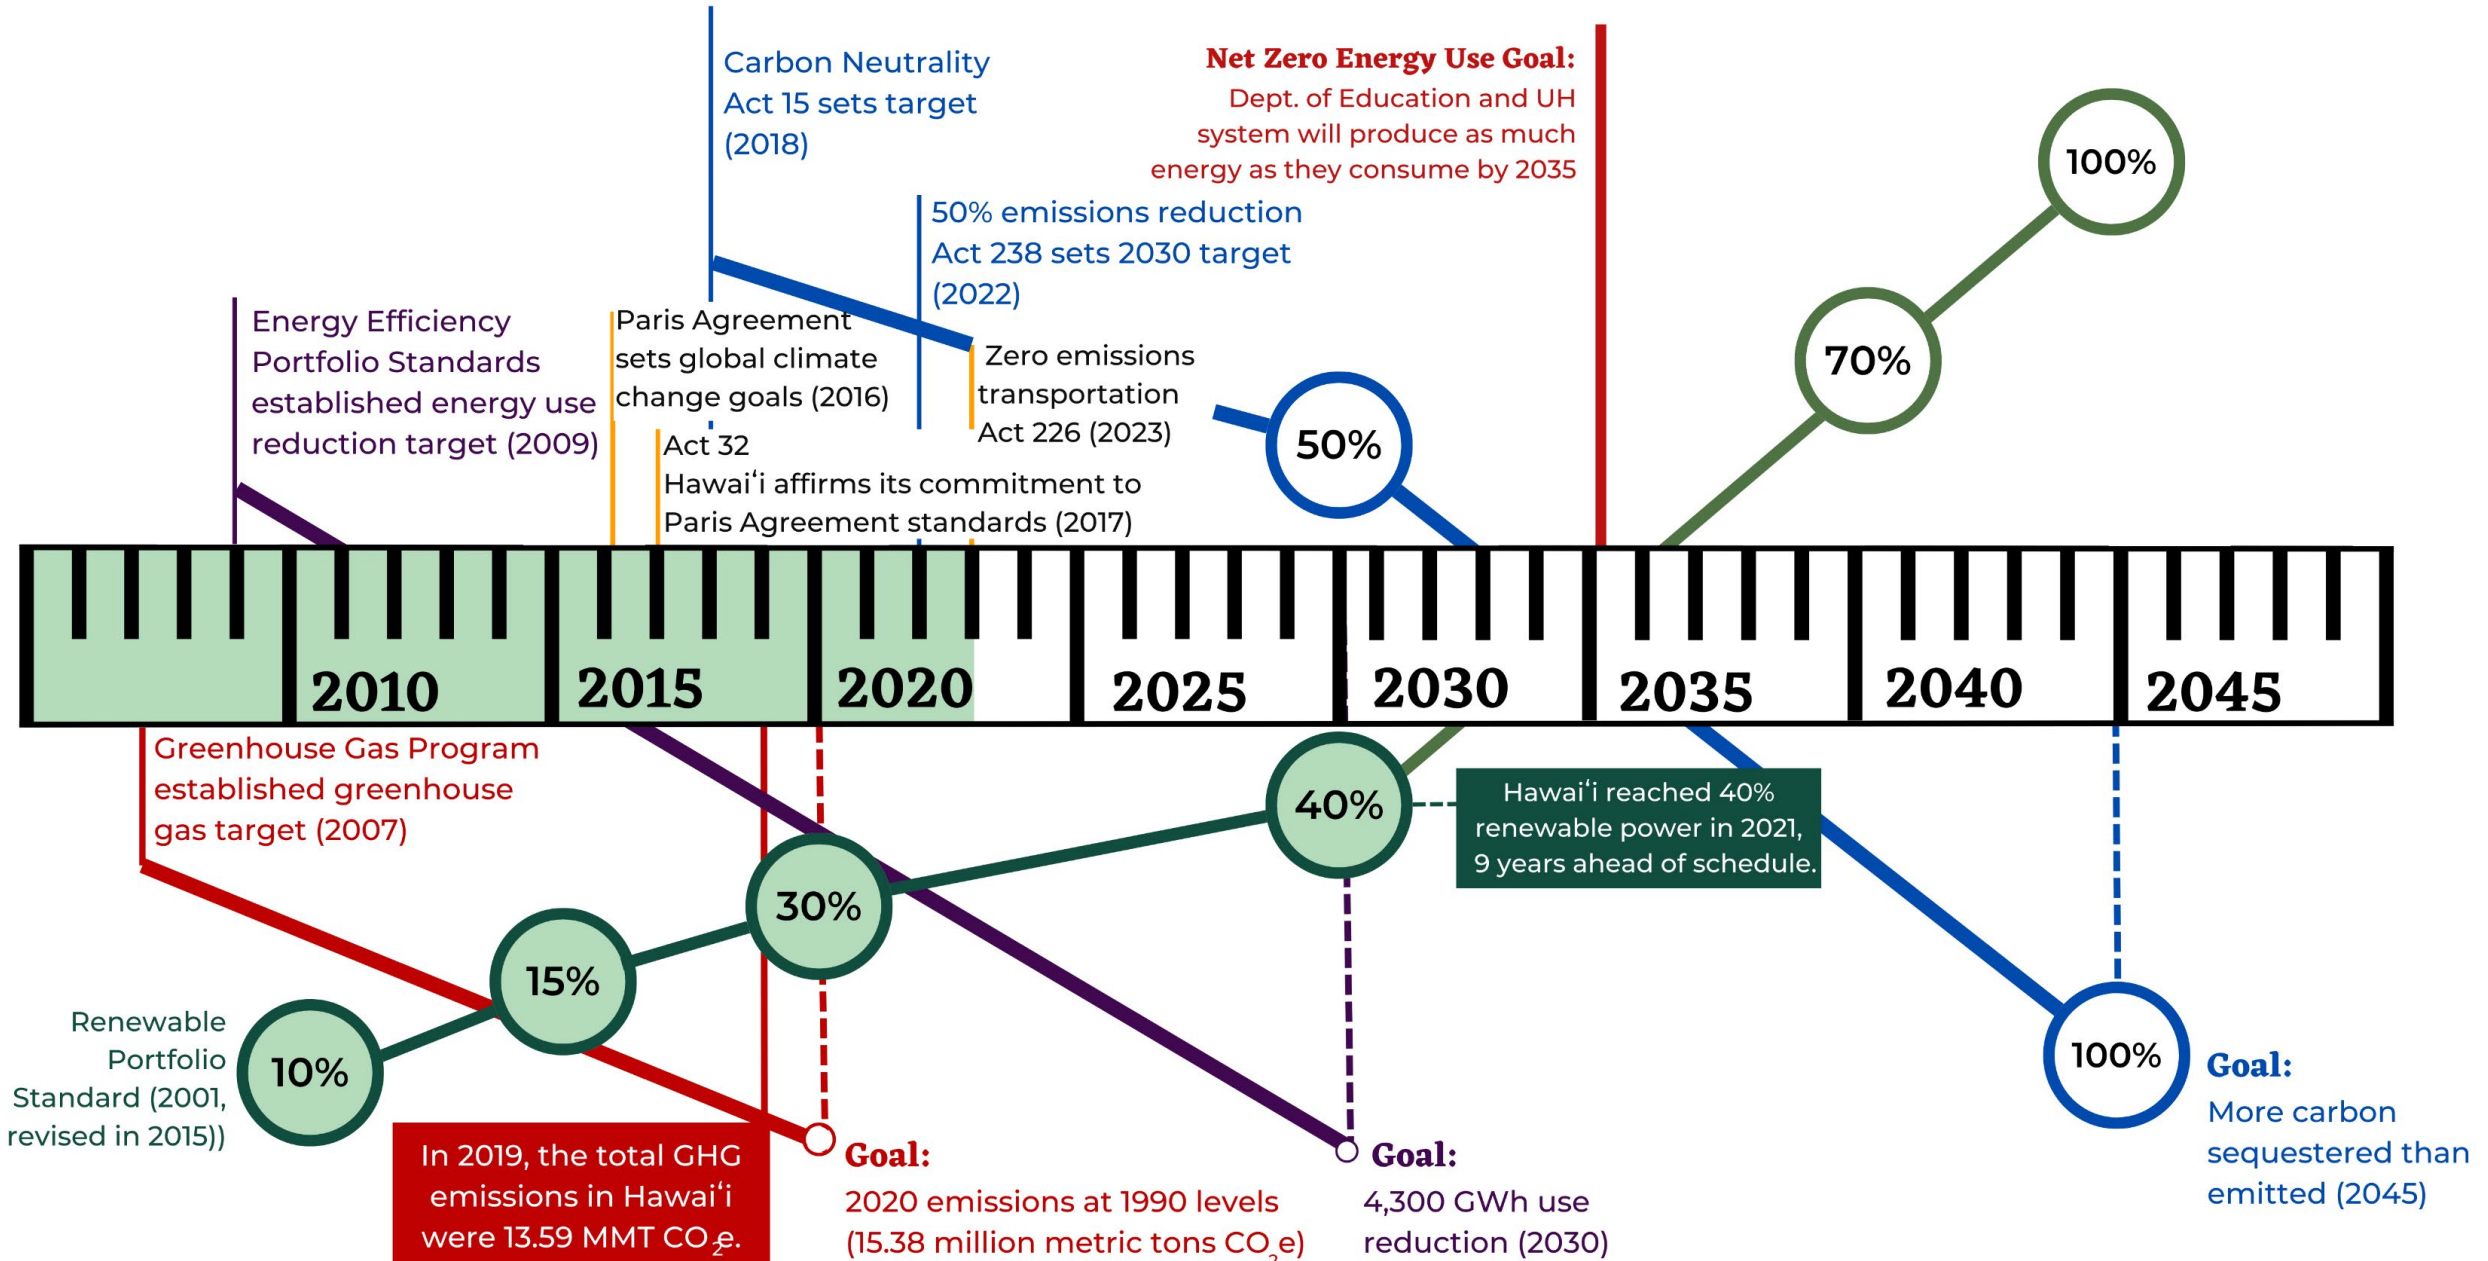 Carbon Neutrality
Act 15 sets target
(2018)
Net Zero Energy Use Goal:
Dept. of Education and UH
system will produce as much
energy as they consume by 2035
100%
50% emissions reduction
Act 238 sets 2030 target
(2022)
70%
Energy Efficiency
Portfolio Standards
established energy use
reduction target (2009)
Paris Agreement
sets global climate
change goals (2016)
Zero emissions
transportation
Act 226 (2023)
50%
Act 32
Hawaiʻi affirms its commitment to
Paris Agreement standards (2017)
2010
2015
2020
2025
2030
2035
2040
2045
Greenhouse Gas Program
established greenhouse
gas target (2007)
40%
Hawaiʻi reached 40%
renewable power in 2021,
9 years ahead of schedule.
30%
15%
Renewable
Portfolio
Standard (2001,
revised in 2015))
10%
100%
Goal:
More carbon
sequestered than
emitted (2045)
In 2019, the total GHG
emissions in Hawaiʻi
were 13.59 MMT CO₂e.
Goal:
2020 emissions at 1990 levels
(15.38 million metric tons CO₂e)
Goal:
4,300 GWh use
reduction (2030)